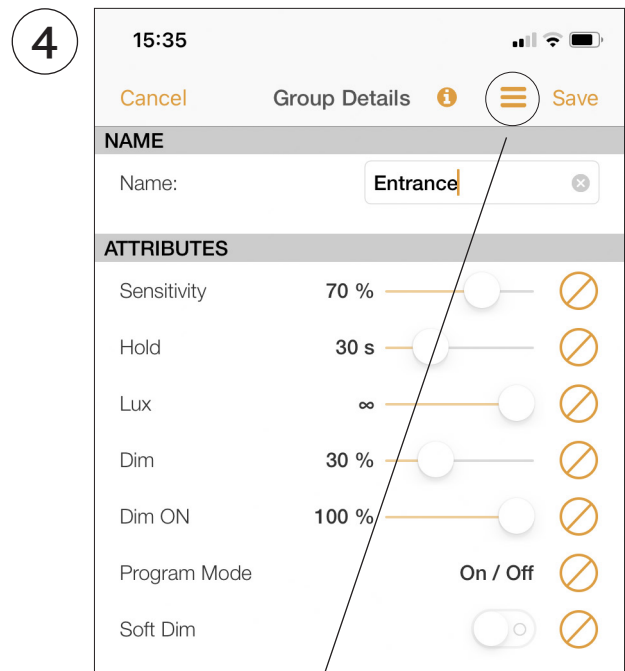 4
15:35
Cancel Group Details Save
NAME
Name: Entrance
ATTRIBUTES
Sensitivity 70 %
Hold 30 s
Lux ∞
Dim 30 %
Dim ON 100 %
Program Mode On / Off
Soft Dim